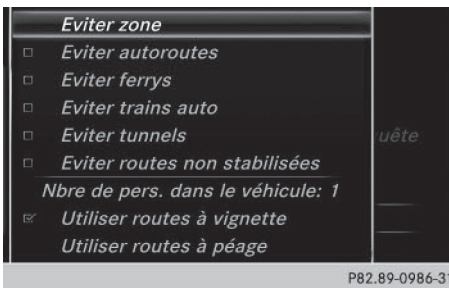 Eviter zone
Eviter autoroutes
Eviter ferrys
Eviter trains auto
Eviter tunnels
uête
Eviter routes non stabilisées
Nbre de pers. dans le véhicule: 1
Utiliser routes à vignette
Utiliser routes à péage
P82.89-0986-31